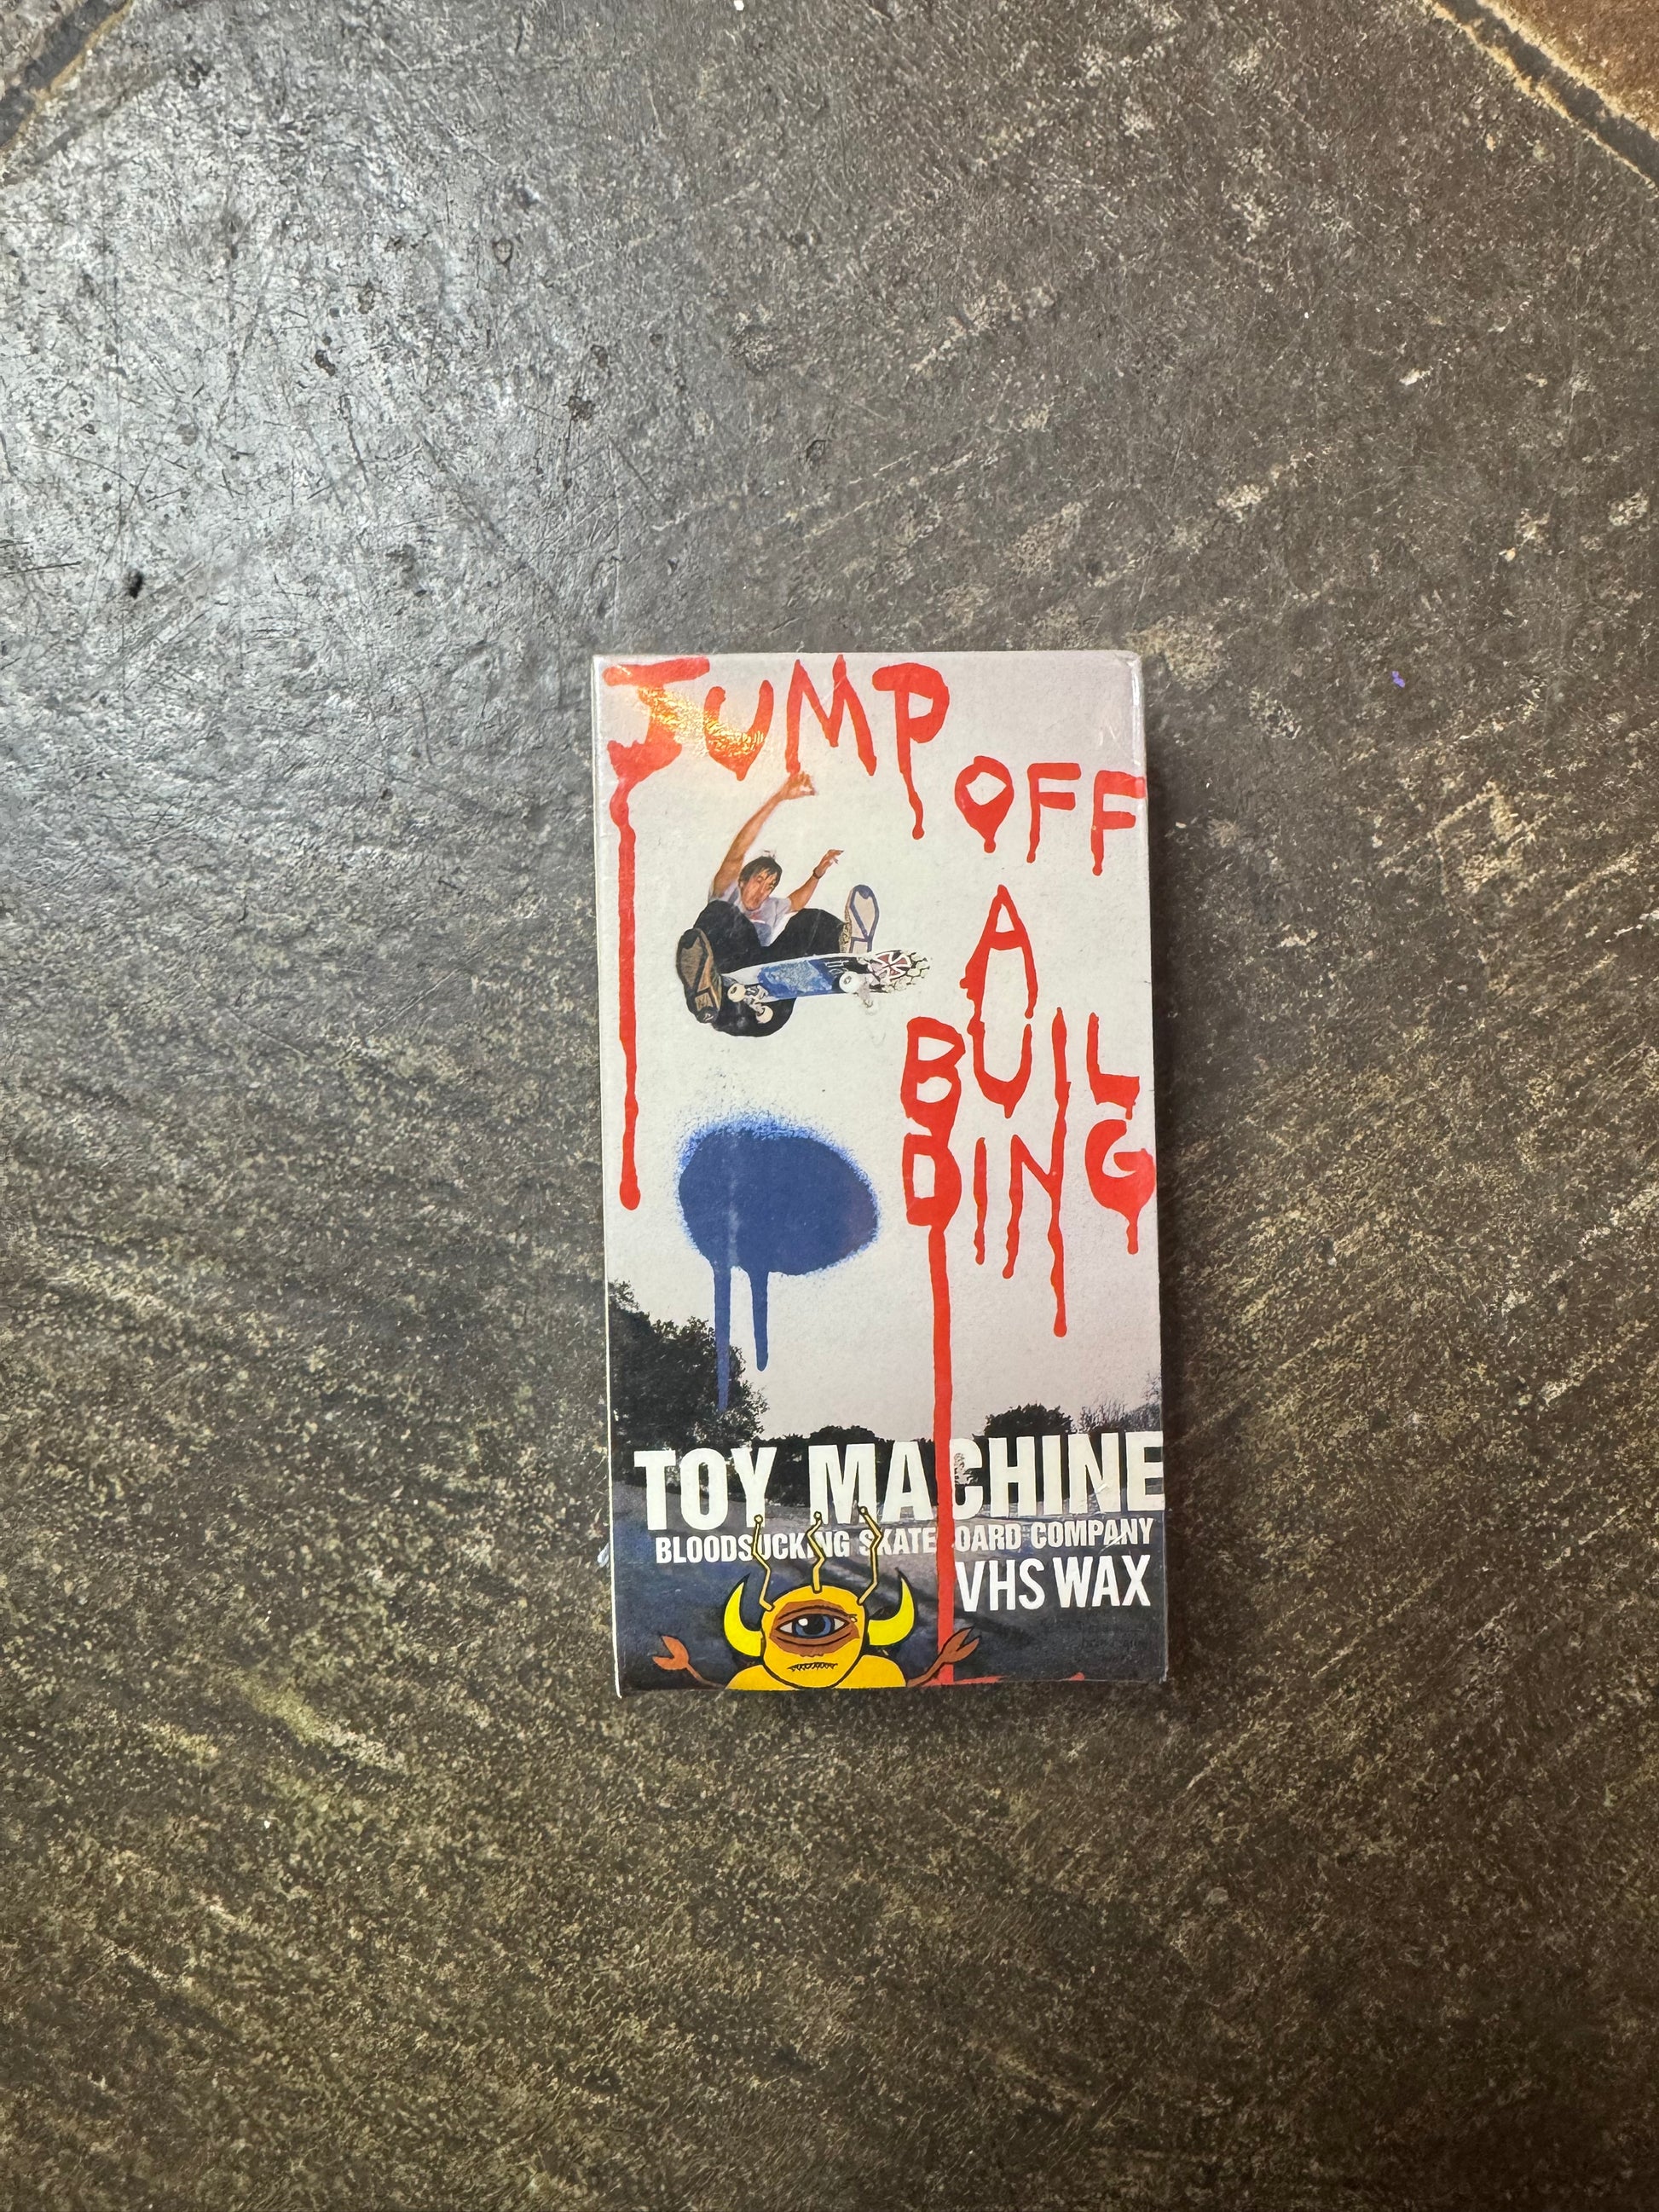 JUMP
OFF
A
BUIL
DING
TOY MACHINE
BLOODSUCKING SKATEBOARD COMPANY
VHS WAX